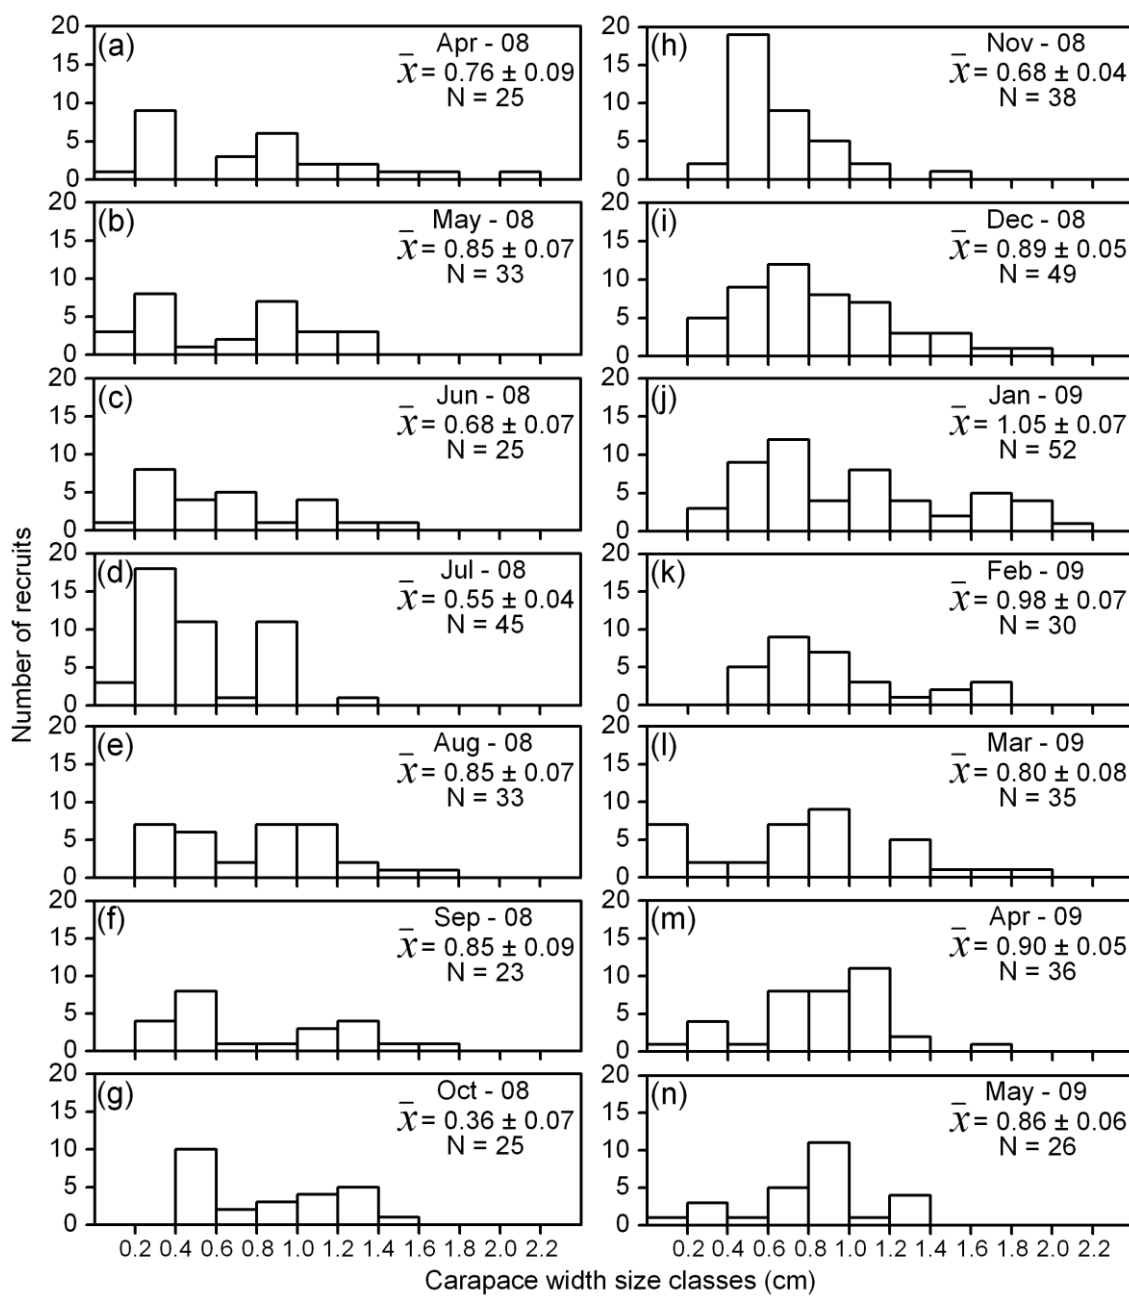 Number of recruits
(a)
Apr - 08
x̄ = 0.76 ± 0.09
N = 25
20
15
10
5
0
(b)
May - 08
x̄ = 0.85 ± 0.07
N = 33
20
15
10
5
0
(c)
Jun - 08
x̄ = 0.68 ± 0.07
N = 25
20
15
10
5
0
(d)
Jul - 08
x̄ = 0.55 ± 0.04
N = 45
20
15
10
5
0
(e)
Aug - 08
x̄ = 0.85 ± 0.07
N = 33
20
15
10
5
0
(f)
Sep - 08
x̄ = 0.85 ± 0.09
N = 23
20
15
10
5
0
(g)
Oct - 08
x̄ = 0.36 ± 0.07
N = 25
20
15
10
5
0
0.2 0.4 0.6 0.8 1.0 1.2 1.4 1.6 1.8 2.0 2.2
(h)
Nov - 08
x̄ = 0.68 ± 0.04
N = 38
20
15
10
5
0
(i)
Dec - 08
x̄ = 0.89 ± 0.05
N = 49
20
15
10
5
0
(j)
Jan - 09
x̄ = 1.05 ± 0.07
N = 52
20
15
10
5
0
(k)
Feb - 09
x̄ = 0.98 ± 0.07
N = 30
20
15
10
5
0
(l)
Mar - 09
x̄ = 0.80 ± 0.08
N = 35
20
15
10
5
0
(m)
Apr - 09
x̄ = 0.90 ± 0.05
N = 36
20
15
10
5
0
(n)
May - 09
x̄ = 0.86 ± 0.06
N = 26
20
15
10
5
0
0.2 0.4 0.6 0.8 1.0 1.2 1.4 1.6 1.8 2.0 2.2
Carapace width size classes (cm)